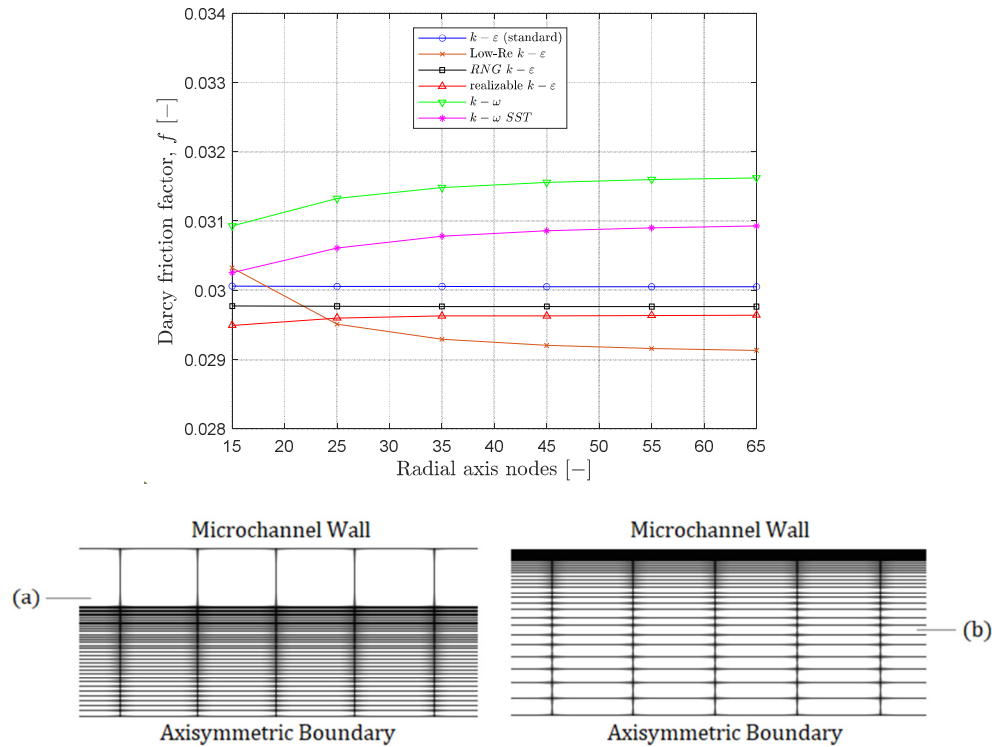 0.034
0.033
0.032
0.031
0.03
0.029
0.028
Darcy friction factor, f [−]
k − ε (standard)
Low-Re k − ε
RNG k − ε
realizable k − ε
k − ω
k − ω SST
15 20 25 30 35 40 45 50 55 60 65
Radial axis nodes [−]
Microchannel Wall
(a)
Axisymmetric Boundary
Microchannel Wall
(b)
Axisymmetric Boundary